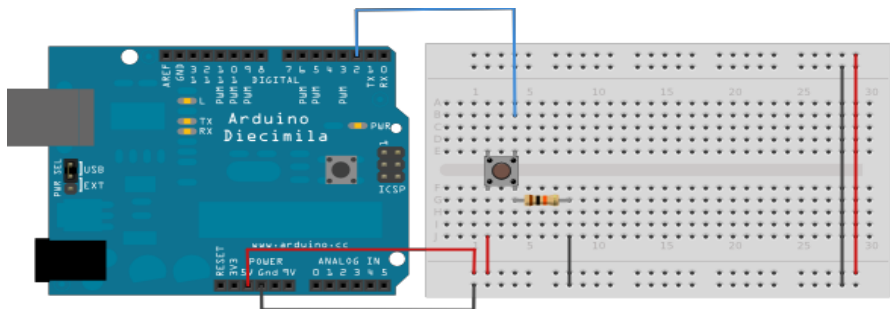 AREF
GND
13
12
11
10
9
8
7
6
5
4
3
2
TX 1
RX 0
PWM
PWM
PWM
PWM
PWM
PWM
DIGITAL
L
TX
RX
Arduino
Diecimila
PWR
1
ICSP
PWR SEL
USB
EXT
www.arduino.cc
POWER
ANALOG IN
RESET
3V3
5V
Gnd
9V
0 1 2 3 4 5
1 5 10 15 20 25 30
A
B
C
D
E
F
G
H
I
J
5 10 15 20 25 30